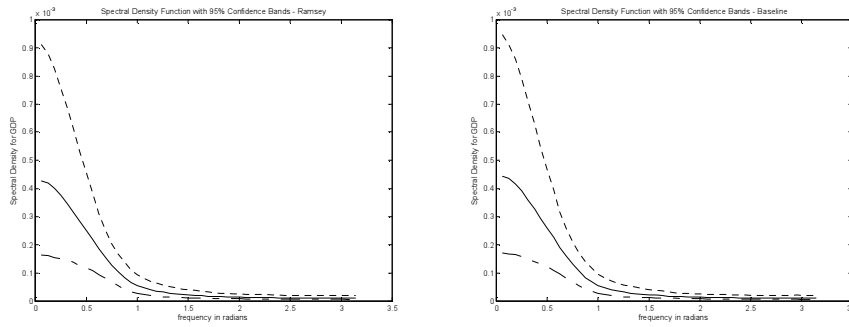 Spectral Density Function with 95% Confidence Bands - Ramsey
x 10^-3
1
0.9
0.8
0.7
0.6
0.5
0.4
0.3
0.2
0.1
0
Spectral Density for GDP
0 0.5 1 1.5 2 2.5 3 3.5
frequency in radians
Spectral Density Function with 95% Confidence Bands - Baseline
x 10^-3
1
0.9
0.8
0.7
0.6
0.5
0.4
0.3
0.2
0.1
0
Spectral Density for GDP
0 0.5 1 1.5 2 2.5 3 3.5
frequency in radians